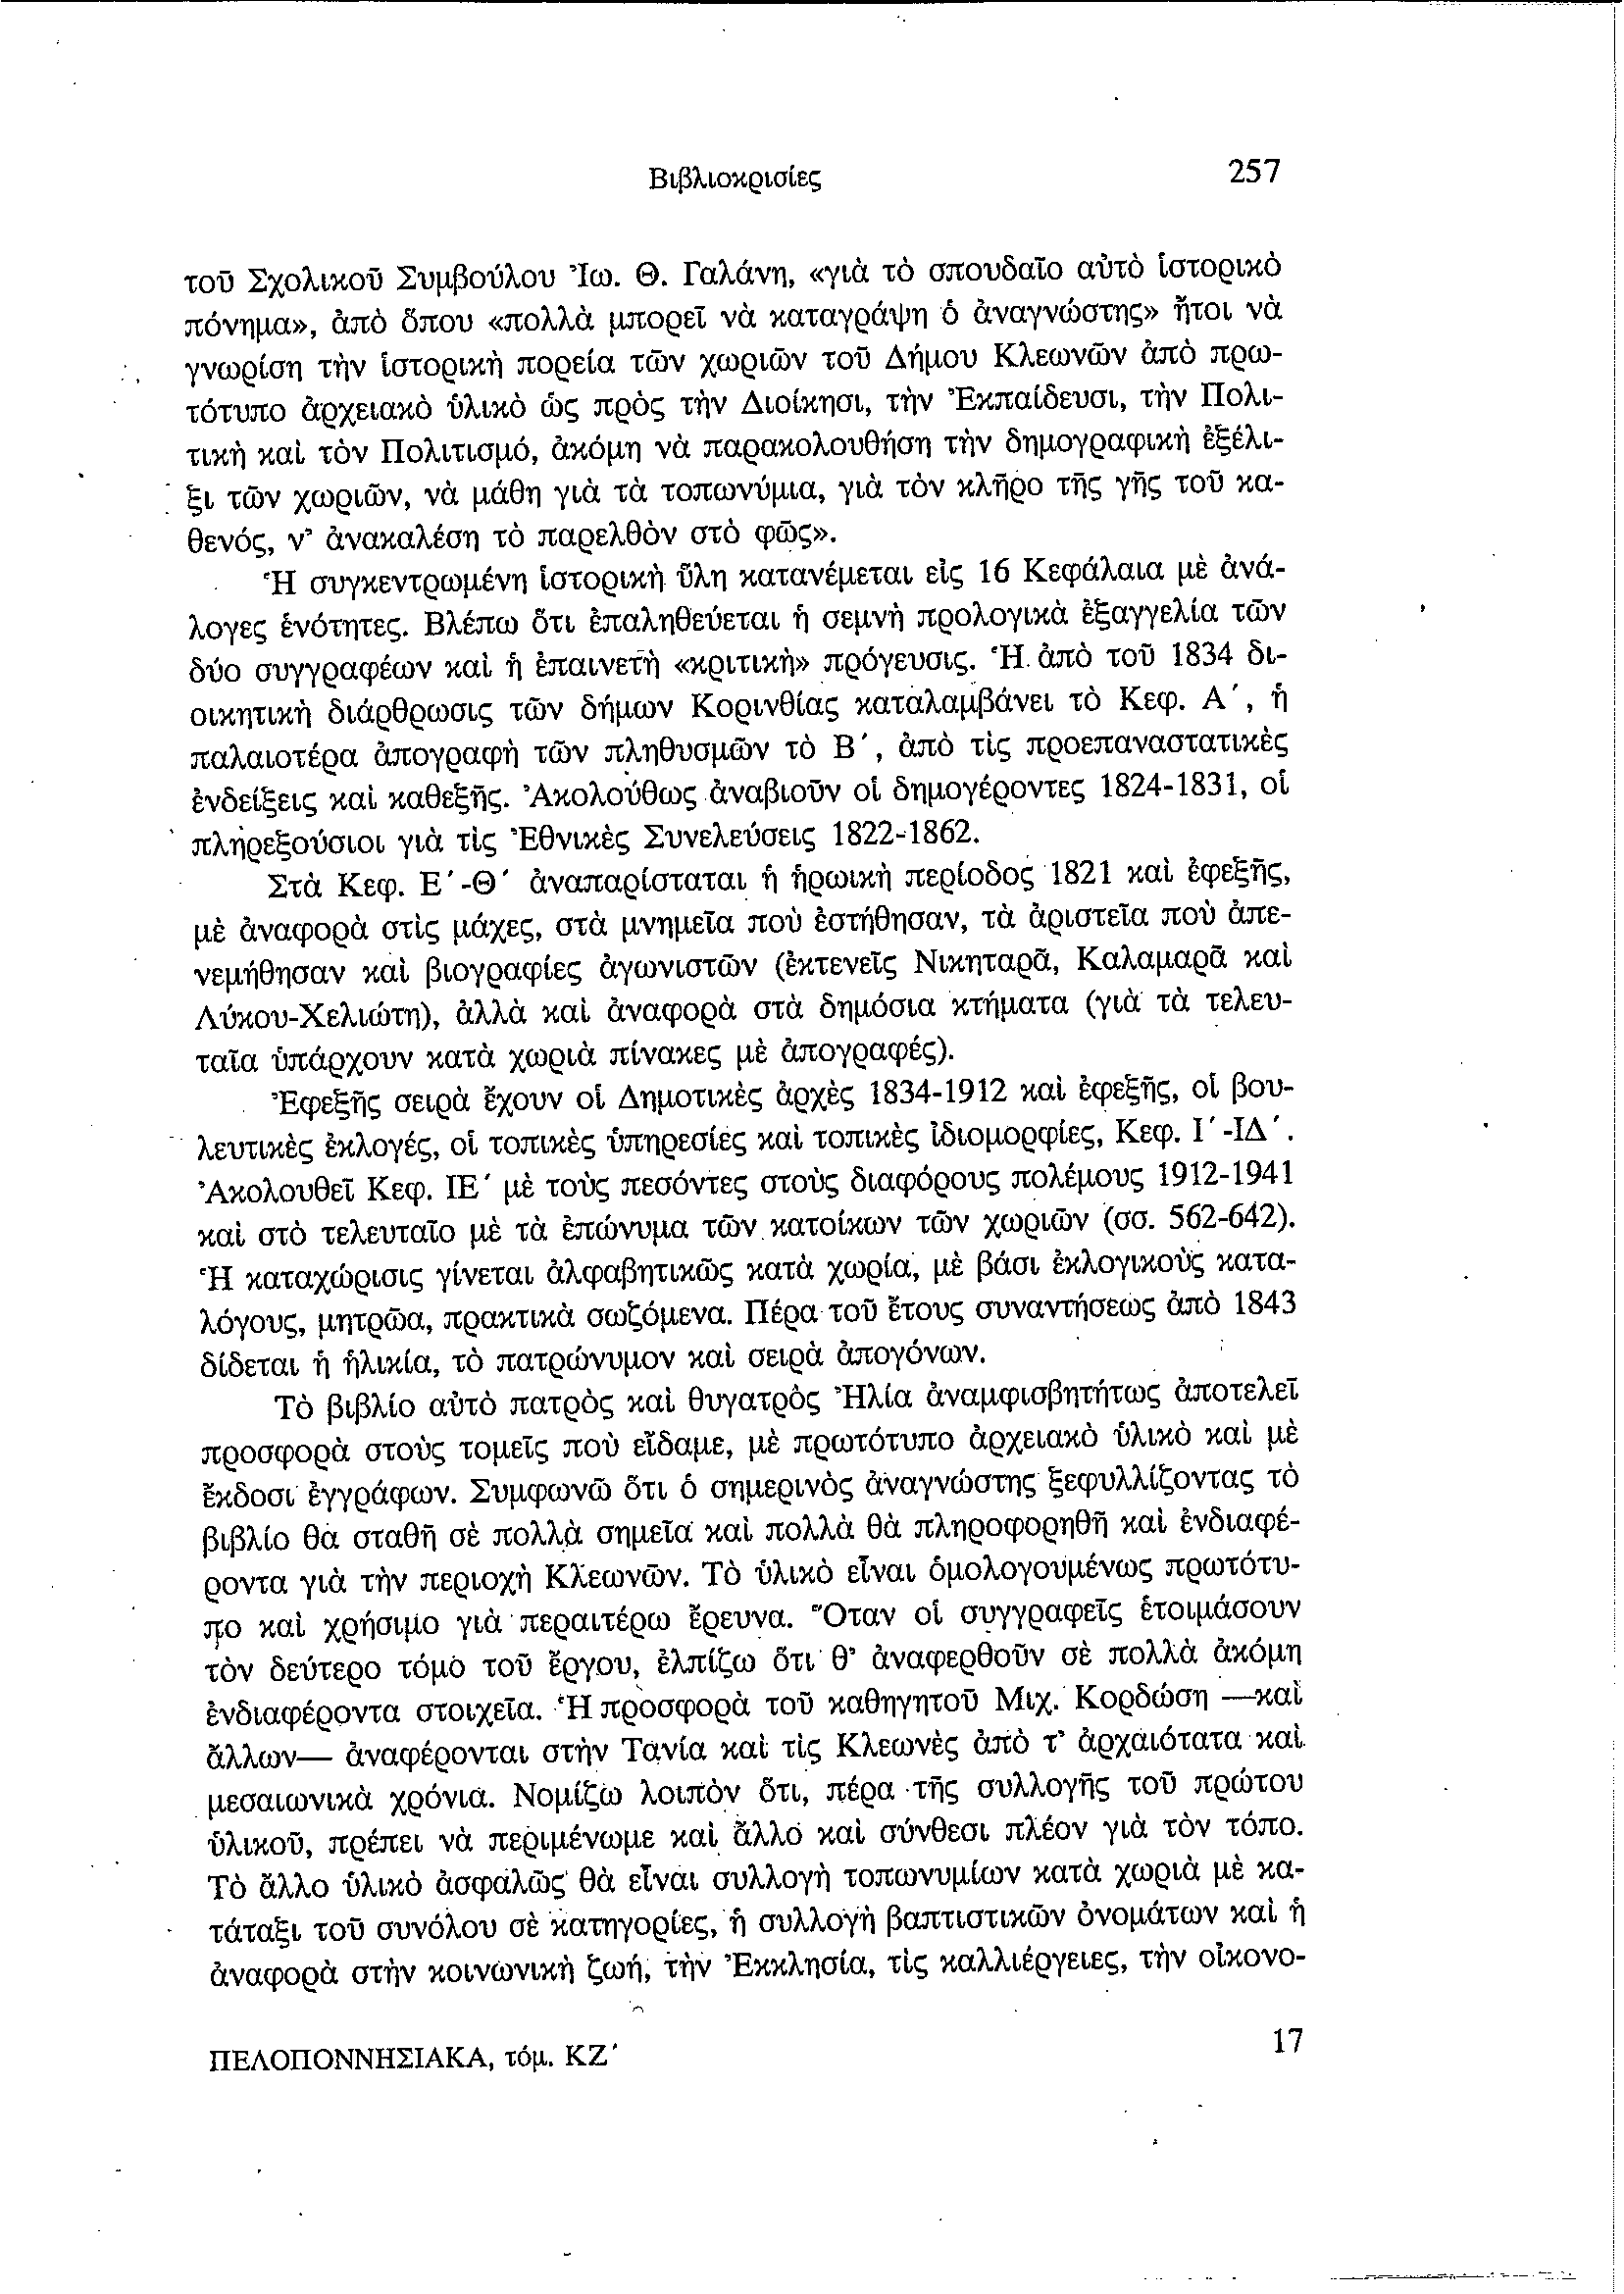 Βιβλιοκρισίες
257
τοῦ Σχολικοῦ Συμβούλου Ἰω. Θ. Γαλάνη, «γιὰ τὸ σπουδαῖο αὐτὸ ἱστορικὸ
πόνημα», ἀπὸ ὅπου «πολλὰ μπορεῖ νὰ καταγράψη ὁ ἀναγνώστης» ἤτοι νὰ
γνωρίση τὴν ἱστορικὴ πορεία τῶν χωριῶν τοῦ Δήμου Κλεωνῶν ἀπὸ πρω-
τότυπο ἀρχειακὸ ὑλικὸ ὡς πρὸς τὴν Διοίκησι, τὴν Ἐκπαίδευσι, τὴν Πολι-
τικὴ καὶ τὸν Πολιτισμό, ἀκόμη νὰ παρακολουθήση τὴν δημογραφικὴ ἐξέλι-
ξι τῶν χωριῶν, νὰ μάθη γιὰ τὰ τοπωνύμια, γιὰ τὸν κλῆρο τῆς γῆς τοῦ κα-
θενός, ν' ἀνακαλέση τὸ παρελθὸν στὸ φῶς».
Ἡ συγκεντρωμένη ἱστορικὴ ὕλη κατανέμεται εἰς 16 Κεφάλαια μὲ ἀνά-
λογες ἑνότητες. Βλέπω ὅτι ἐπαληθεύεται ἡ σεμνὴ προλογικὰ ἐξαγγελία τῶν
δύο συγγραφέων καὶ ἡ ἐπαινετὴ «κριτικὴ» πρόγευσις. Ἡ ἀπὸ τοῦ 1834 δι-
οικητικὴ διάρθρωσις τῶν δήμων Κορινθίας καταλαμβάνει τὸ Κεφ. Α΄, ἡ
παλαιοτέρα ἀπογραφὴ τῶν πληθυσμῶν τὸ Β΄, ἀπὸ τὶς προεπαναστατικὲς
ἐνδείξεις καὶ καθεξῆς. Ἀκολούθως ἀναβιοῦν οἱ δημογέροντες 1824-1831, οἱ
πληρεξούσιοι γιὰ τὶς Ἐθνικὲς Συνελεύσεις 1822-1862.
Στὰ Κεφ. Ε΄-Θ΄ ἀναπαρίσταται ἡ ἡρωικὴ περίοδος 1821 καὶ ἐφεξῆς,
μὲ ἀναφορὰ στὶς μάχες, στὰ μνημεῖα ποὺ ἐστήθησαν, τὰ ἀριστεῖα ποὺ ἀπε-
νεμήθησαν καὶ βιογραφίες ἀγωνιστῶν (ἐκτενεῖς Νικηταρᾶ, Καλαμαρᾶ καὶ
Λύκου-Χελιώτη), ἀλλὰ καὶ ἀναφορὰ στὰ δημόσια κτήματα (γιὰ τὰ τελευ-
ταῖα ὑπάρχουν κατὰ χωριὰ πίνακες μὲ ἀπογραφές).
Ἐφεξῆς σειρὰ ἔχουν οἱ Δημοτικὲς ἀρχὲς 1834-1912 καὶ ἐφεξῆς, οἱ βου-
λευτικὲς ἐκλογές, οἱ τοπικὲς ὑπηρεσίες καὶ τοπικὲς ἰδιομορφίες, Κεφ. Ι΄-ΙΔ΄.
Ἀκολουθεῖ Κεφ. ΙΕ΄ μὲ τοὺς πεσόντες στοὺς διαφόρους πολέμους 1912-1941
καὶ στὸ τελευταῖο μὲ τὰ ἐπώνυμα τῶν κατοίκων τῶν χωριῶν (σσ. 562-642).
Ἡ καταχώρισις γίνεται ἀλφαβητικῶς κατὰ χωρία, μὲ βάσι ἐκλογικοὺς κατα-
λόγους, μητρῶα, πρακτικὰ σωζόμενα. Πέρα τοῦ ἔτους συναντήσεως ἀπὸ 1843
δίδεται ἡ ἡλικία, τὸ πατρώνυμον καὶ σειρὰ ἀπογόνων.
Τὸ βιβλίο αὐτὸ πατρὸς καὶ θυγατρὸς Ἠλία ἀναμφισβητήτως ἀποτελεῖ
προσφορὰ στοὺς τομεῖς ποὺ εἴδαμε, μὲ πρωτότυπο ἀρχειακὸ ὑλικὸ καὶ μὲ
ἔκδοσι ἐγγράφων. Συμφωνῶ ὅτι ὁ σημερινὸς ἀναγνώστης ξεφυλλίζοντας τὸ
βιβλίο θὰ σταθῆ σὲ πολλὰ σημεῖα καὶ πολλὰ θὰ πληροφορηθῆ καὶ ἐνδιαφέ-
ροντα γιὰ τὴν περιοχὴ Κλεωνῶν. Τὸ ὑλικὸ εἶναι ὁμολογουμένως πρωτότυ-
πο καὶ χρήσιμο γιὰ περαιτέρω ἔρευνα. Ὅταν οἱ συγγραφεῖς ἑτοιμάσουν
τὸν δεύτερο τόμο τοῦ ἔργου, ἐλπίζω ὅτι θ' ἀναφερθοῦν σὲ πολλὰ ἀκόμη
ἐνδιαφέροντα στοιχεῖα. Ἡ προσφορὰ τοῦ καθηγητοῦ Μιχ. Κορδώση —καὶ
ἄλλων— ἀναφέρονται στὴν Τανία καὶ τὶς Κλεωνὲς ἀπὸ τ' ἀρχαιότατα καὶ
μεσαιωνικὰ χρόνια. Νομίζω λοιπὸν ὅτι, πέρα τῆς συλλογῆς τοῦ πρώτου
ὑλικοῦ, πρέπει νὰ περιμένωμε καὶ ἄλλο καὶ σύνθεσι πλέον γιὰ τὸν τόπο.
Τὸ ἄλλο ὑλικὸ ἀσφαλῶς θὰ εἶναι συλλογὴ τοπωνυμίων κατὰ χωριὰ μὲ κα-
τάταξι τοῦ συνόλου σὲ κατηγορίες, ἡ συλλογὴ βαπτιστικῶν ὀνομάτων καὶ ἡ
ἀναφορὰ στὴν κοινωνικὴ ζωή, τὴν Ἐκκλησία, τὶς καλλιέργειες, τὴν οἰκονο-
ΠΕΛΟΠΟΝΝΗΣΙΑΚΑ, τόμ. ΚΖ΄
17